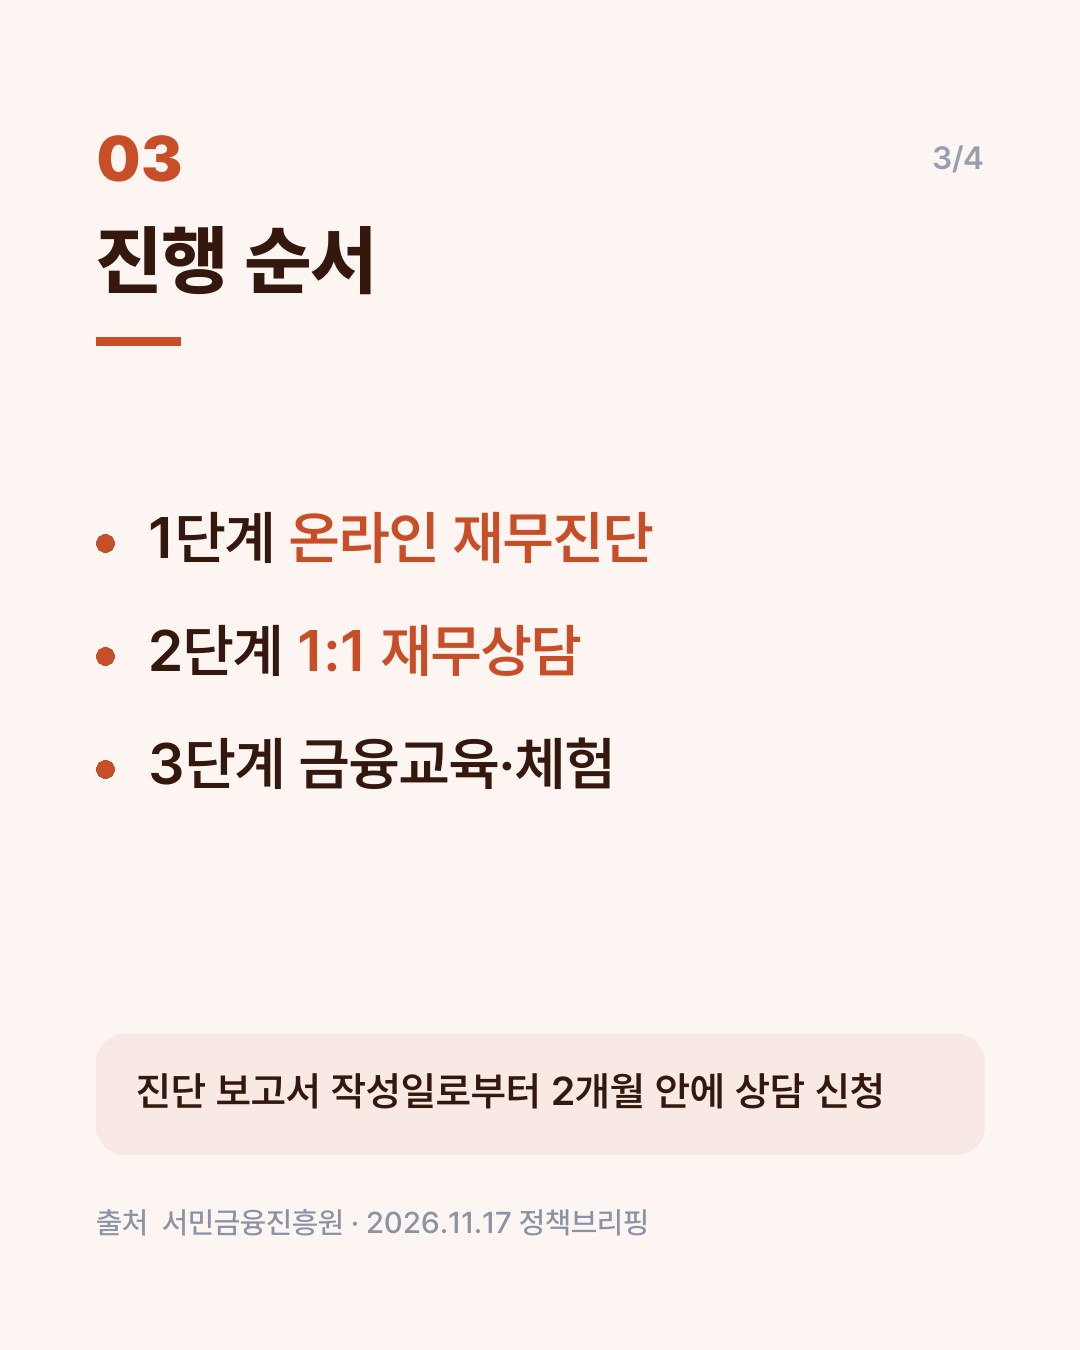 03
3/4
진행 순서
1단계 온라인 재무진단
2단계 1:1 재무상담
3단계 금융교육·체험
진단 보고서 작성일로부터 2개월 안에 상담 신청
출처 서민금융진흥원 · 2026.11.17 정책브리핑